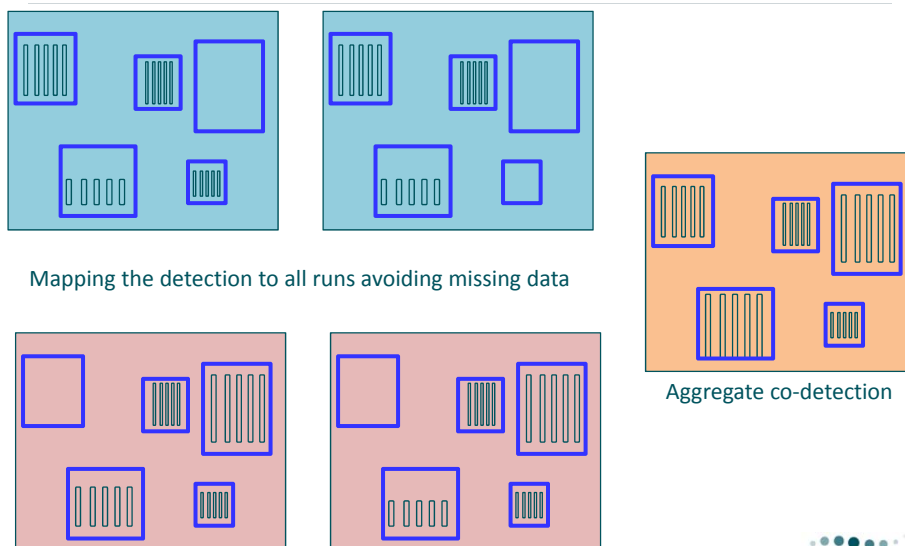 Mapping the detection to all runs avoiding missing data
Aggregate co-detection